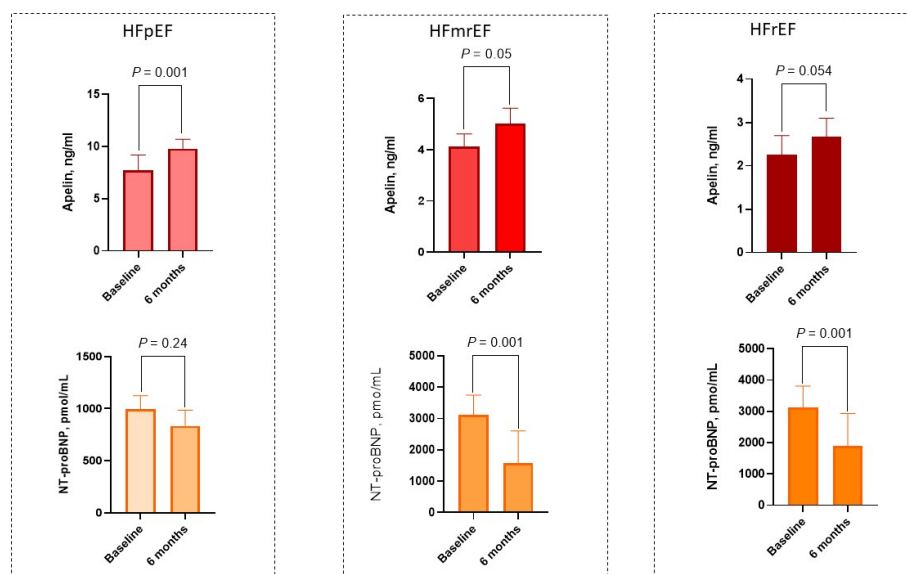 HFpEF
P = 0.001
Apelin, ng/ml
15
10
5
0
Baseline
6 months
P = 0.24
NT-proBNP, pmo/mL
1500
1000
500
0
Baseline
6 months
HFmrEF
P = 0.05
Apelin, ng/ml
6
4
2
0
Baseline
6 months
P = 0.001
NT-proBNP, pmo/mL
5000
4000
3000
2000
1000
0
Baseline
6 months
HFrEF
P = 0.054
Apelin, ng/ml
4
3
2
1
0
Baseline
6 months
P = 0.001
NT-proBNP, pmo/mL
5000
4000
3000
2000
1000
0
Baseline
6 months